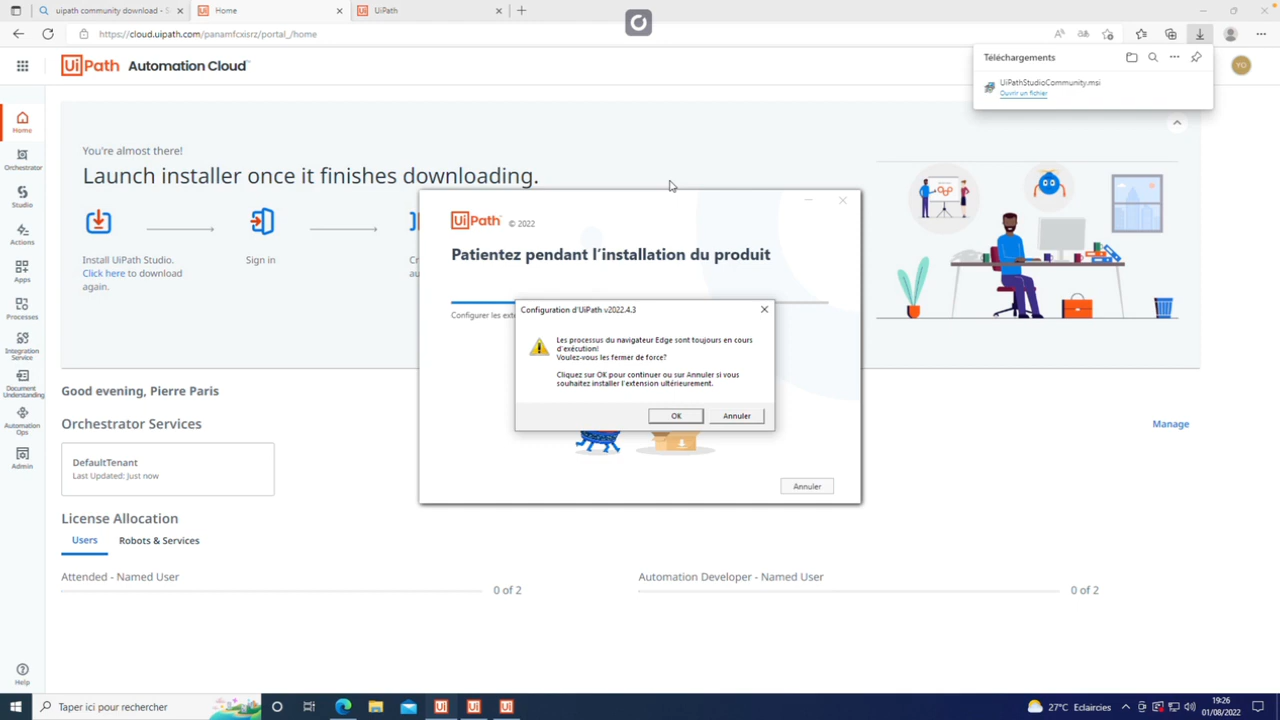 uipath community download - S
Home
UiPath
https://cloud.uipath.com/panamfcxisrz/portal_/home
Téléchargements
UiPathStudioCommunity.msi
Ouvrir un fichier
UiPath Automation Cloud™
YO
Home
Orchestrator
Studio
Actions
Apps
Processes
Integration
Service
Document
Understanding
Automation
Ops
Admin
Help
You're almost there!
Launch installer once it finishes downloading.
Install UiPath Studio.
Click here to download
again.
Sign in
Cr
au
UiPath © 2022
Patientez pendant l'installation du produit
Configurer les exte
Configuration d'UiPath v2022.4.3
Les processus du navigateur Edge sont toujours en cours
d'exécution!
Voulez-vous les fermer de force?
Cliquez sur OK pour continuer ou sur Annuler si vous
souhaitez installer l'extension ultérieurement.
OK
Annuler
Annuler
Good evening, Pierre Paris
Orchestrator Services
Manage
DefaultTenant
Last Updated: Just now
License Allocation
Users
Robots & Services
Attended - Named User
0 of 2
Automation Developer - Named User
0 of 2
Taper ici pour rechercher
27°C Eclaircies
19:26
01/08/2022